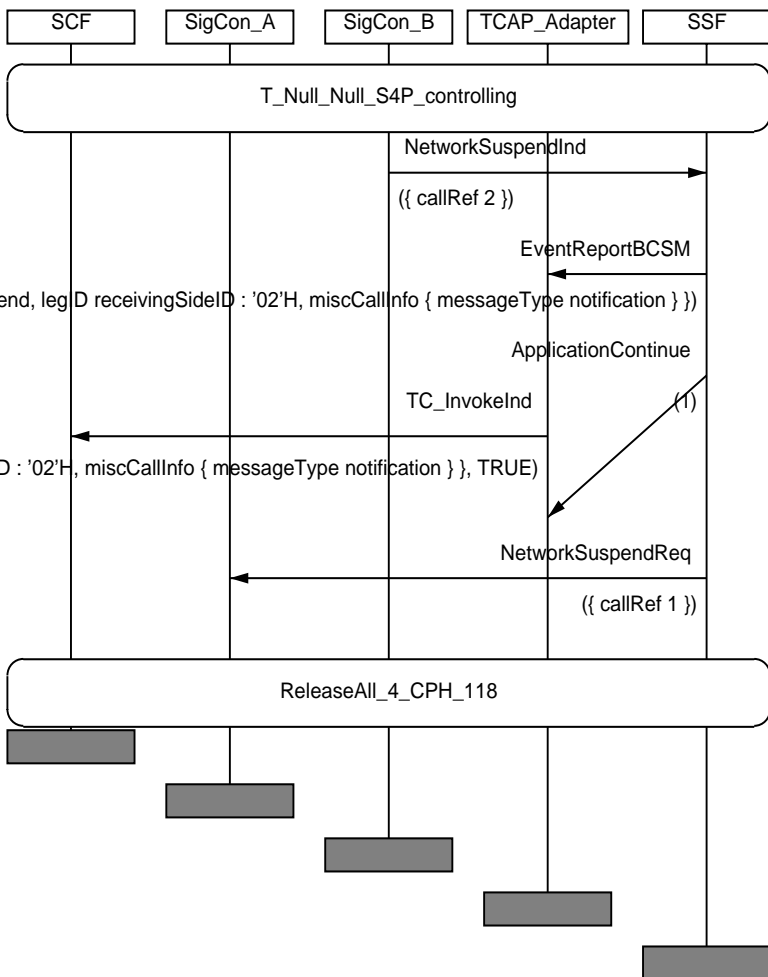 SCF SigCon_A SigCon_B TCAP_Adapter SSF
T_Null_Null_S4P_controlling
NetworkSuspendInd
({ callRef 2 })
EventReportBCSM
end, legID receivingSideID : '02'H, miscCallInfo { messageType notification } })
ApplicationContinue
(1)
TC_InvokeInd
D : '02'H, miscCallInfo { messageType notification } }, TRUE)
NetworkSuspendReq
({ callRef 1 })
ReleaseAll_4_CPH_118